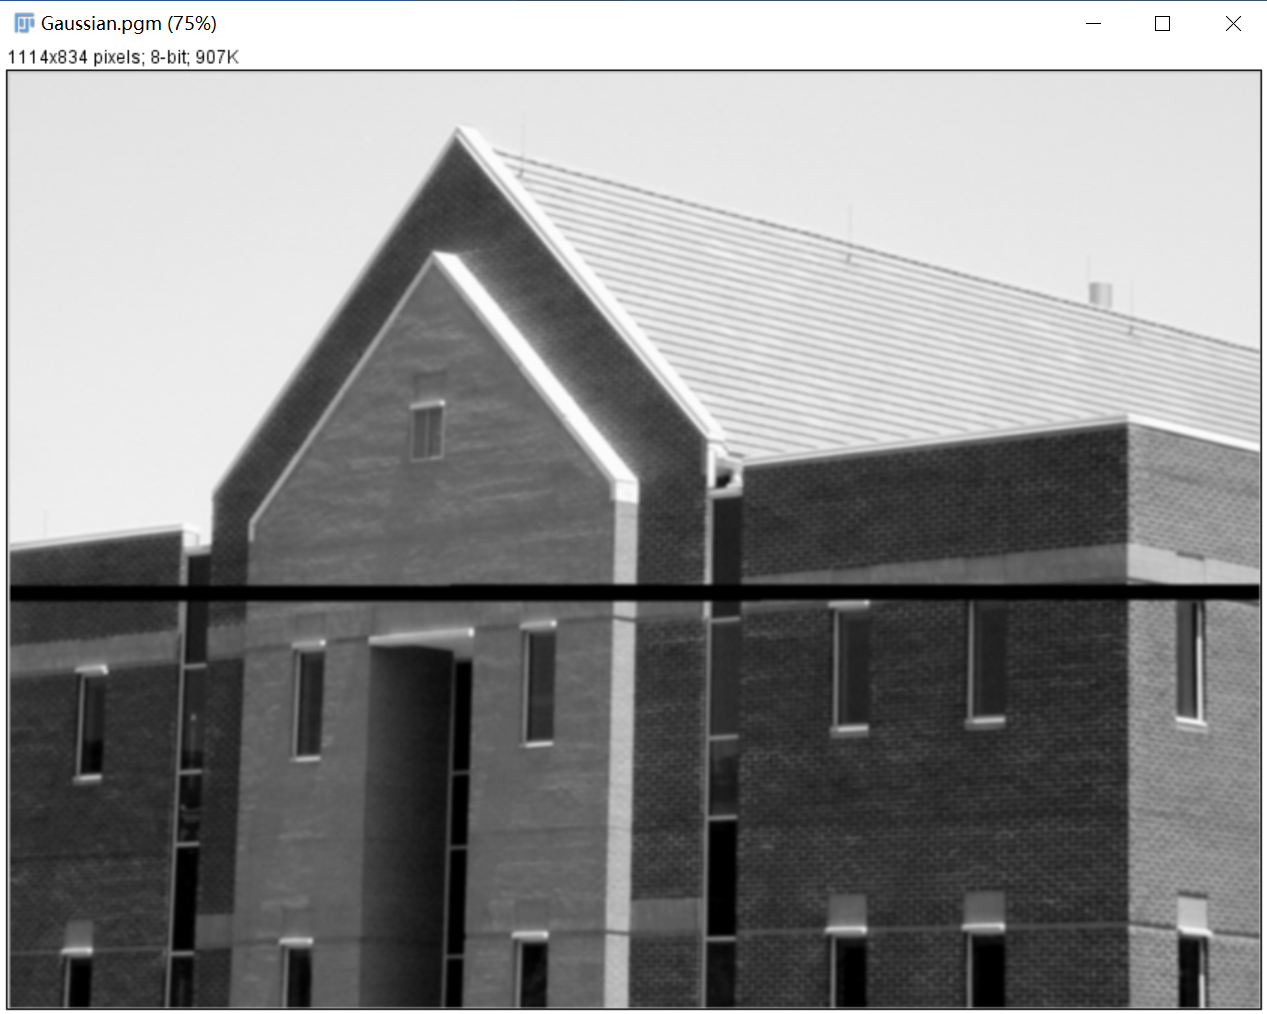 Gaussian.pgm (75%)
1114x834 pixels; 8-bit; 907K